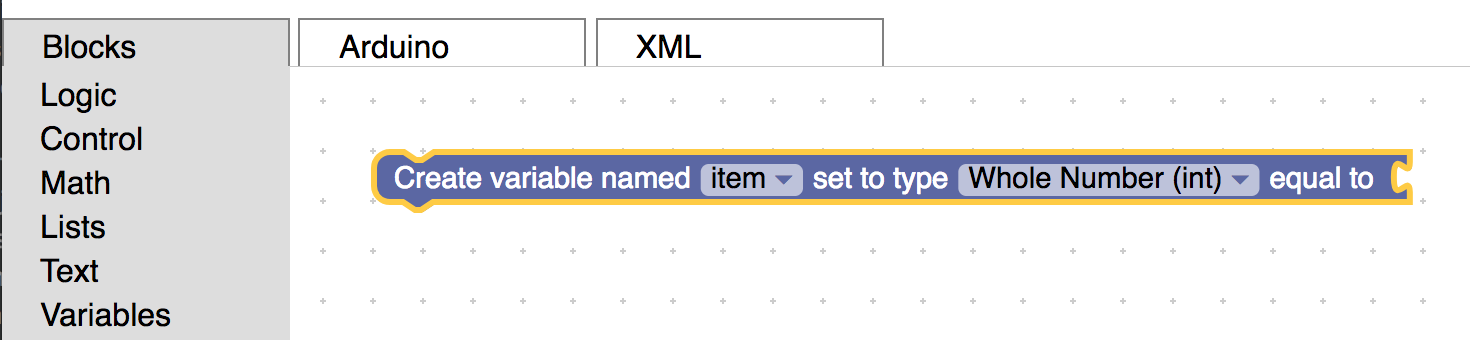 Blocks Arduino XML
Logic
Control
Math
Create variable named item set to type Whole Number (int) equal to
Lists
Text
Variables